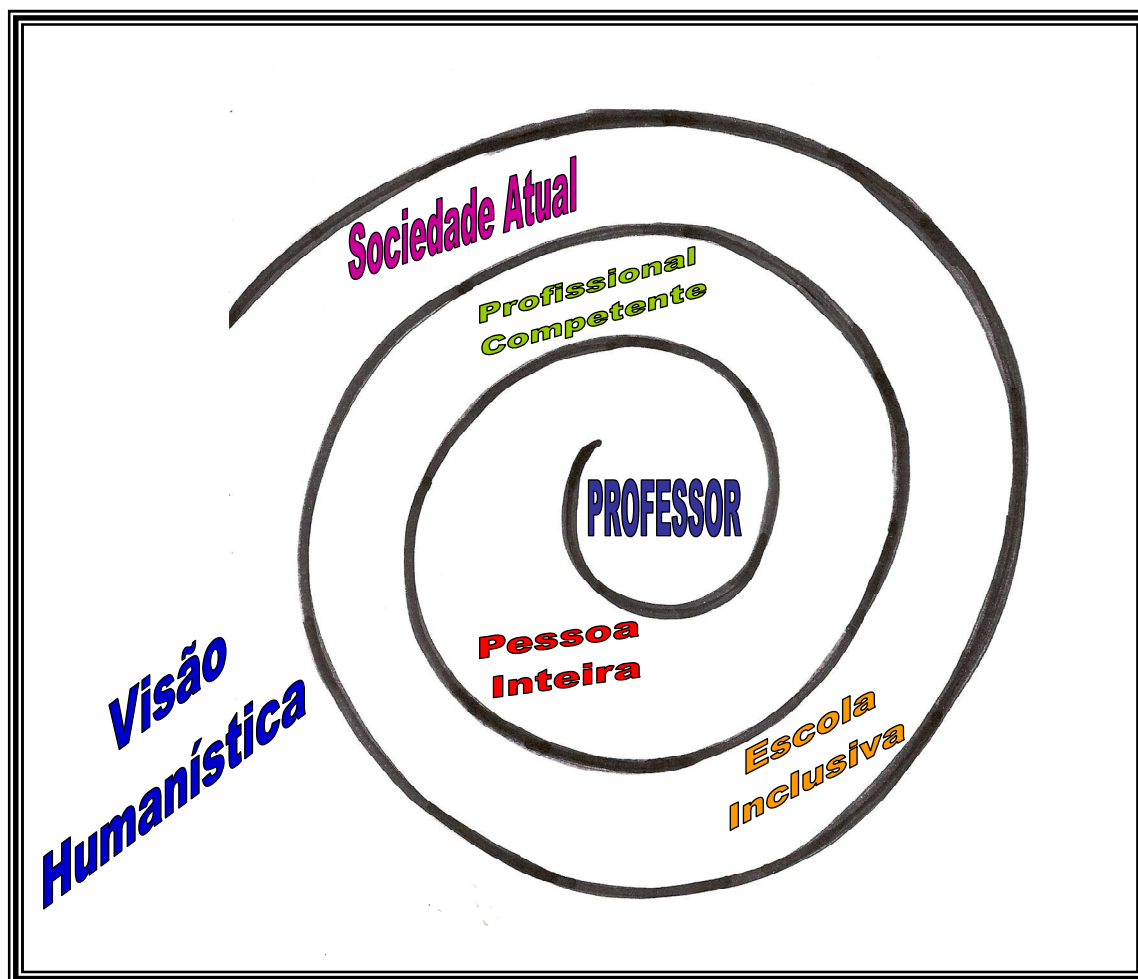 Sociedade Atual
Profissional
Competente
PROFESSOR
Pessoa
Inteira
Escola
Inclusiva
Visão
Humanística